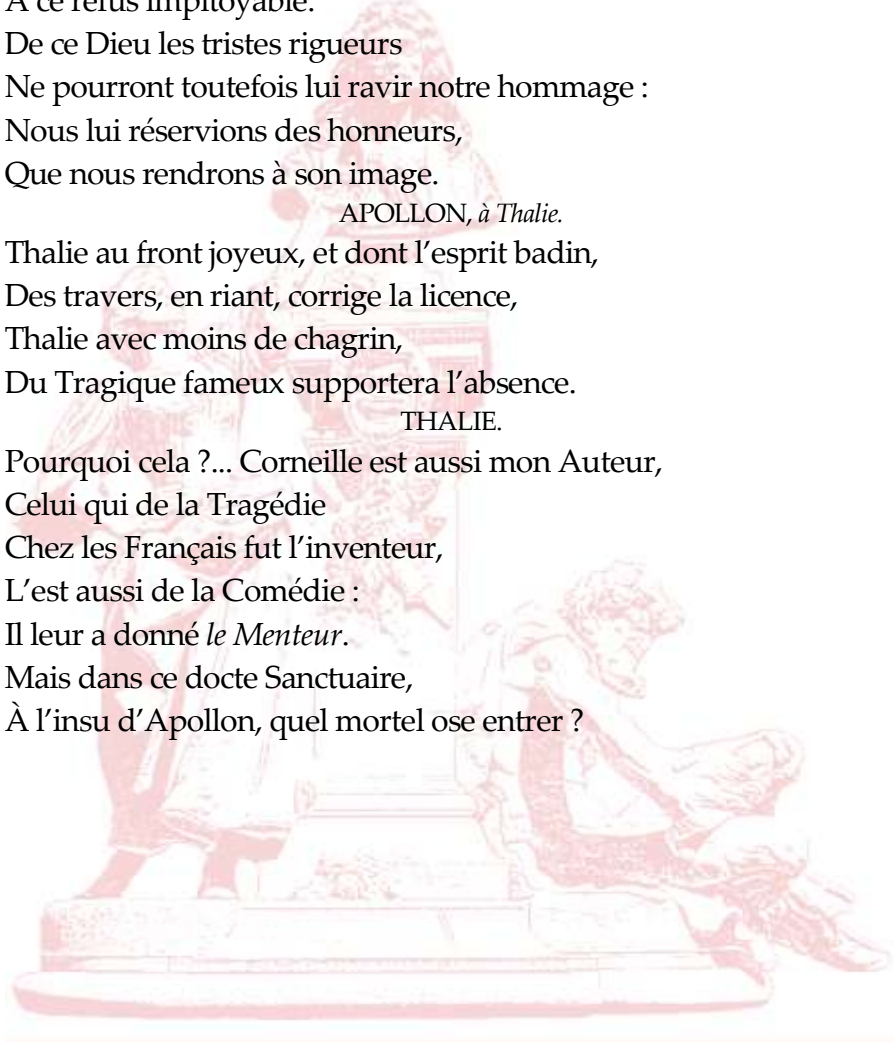 À ce refus impitoyable.
De ce Dieu les tristes rigueurs
Ne pourront toutefois lui ravir notre hommage :
Nous lui réservions des honneurs,
Que nous rendrons à son image.
APOLLON, à Thalie.
Thalie au front joyeux, et dont l’esprit badin,
Des travers, en riant, corrige la licence,
Thalie avec moins de chagrin,
Du Tragique fameux supportera l’absence.
THALIE.
Pourquoi cela ?... Corneille est aussi mon Auteur,
Celui qui de la Tragédie
Chez les Français fut l’inventeur,
L’est aussi de la Comédie :
Il leur a donné le Menteur.
Mais dans ce docte Sanctuaire,
À l’insu d’Apollon, quel mortel ose entrer ?